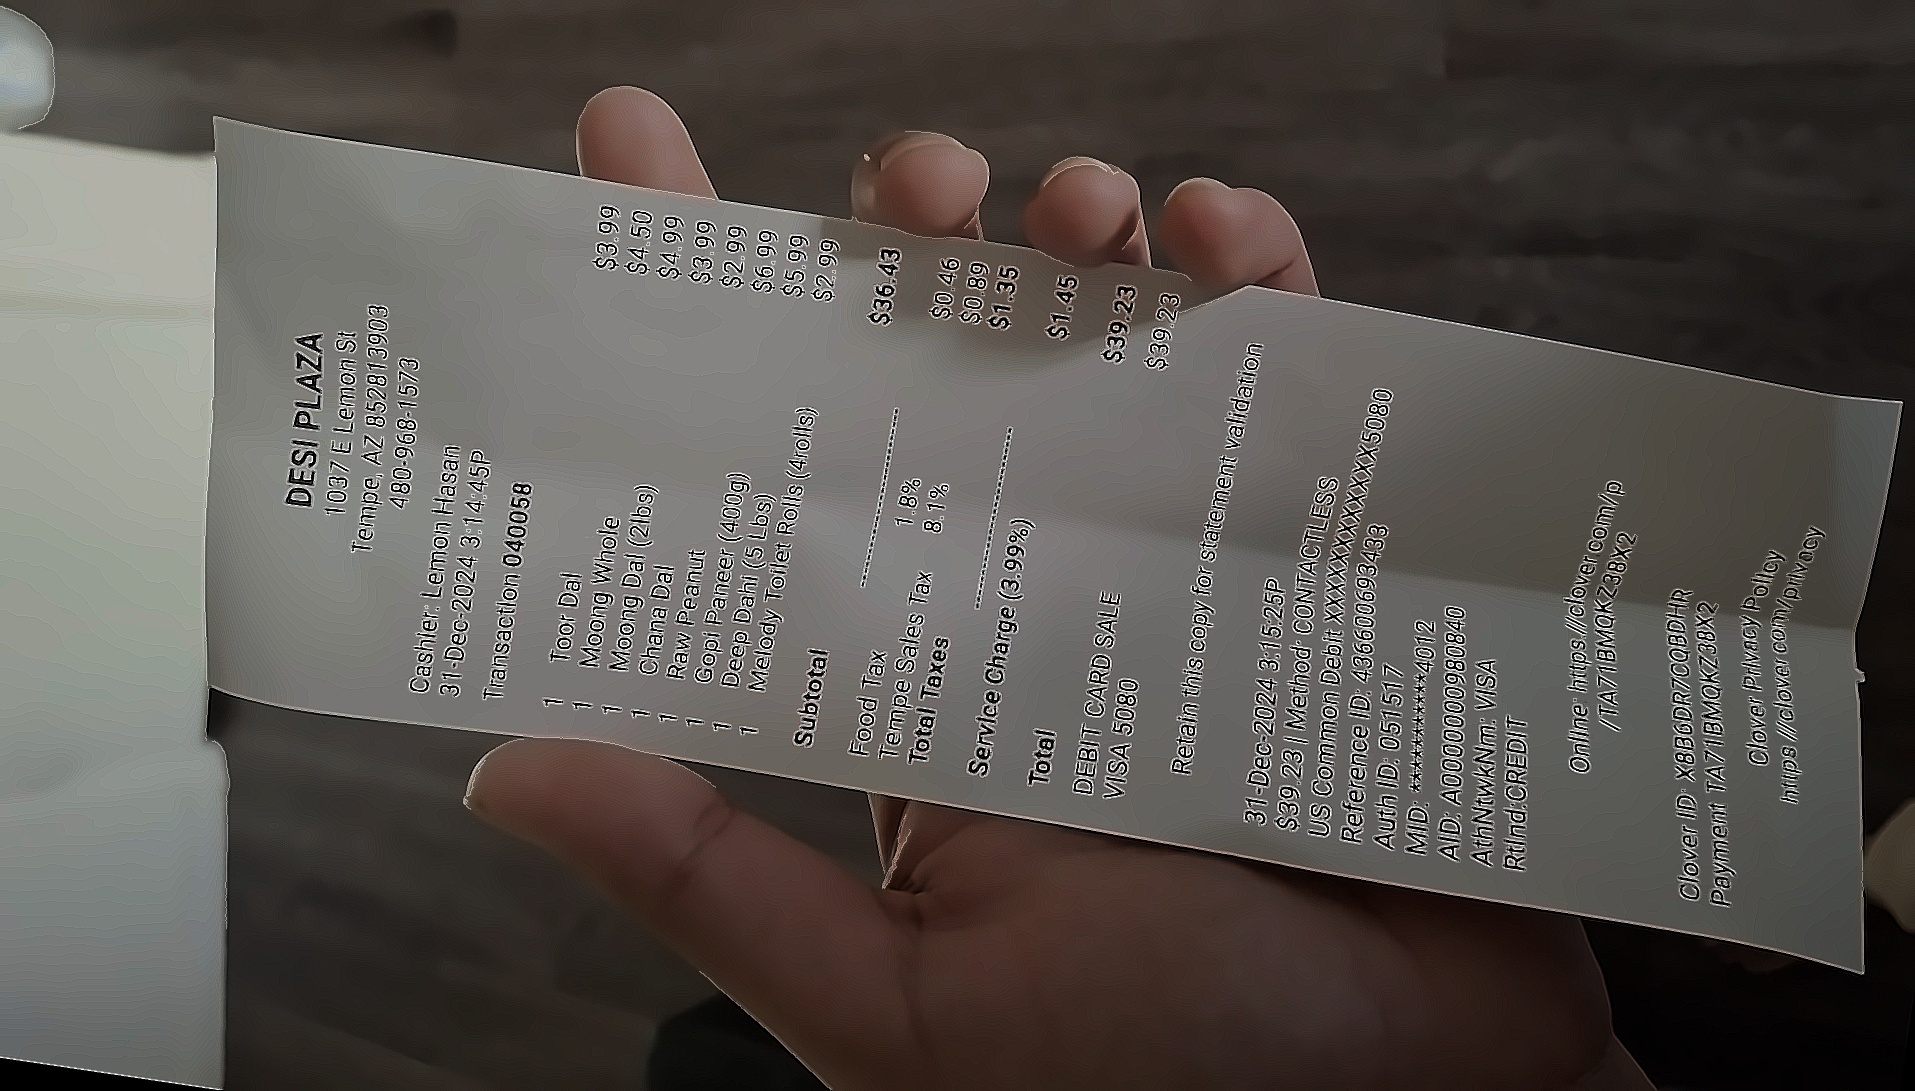 DESI PLAZA
1037 E Lemon St
Tempe, AZ 852813903
480-968-1573
Cashier: Lemon Hasan
31-Dec-2024 3:14:45P
Transaction 040058
1 Toor Dal $3.99
1 Moong Whole $4.50
1 Moong Dal (2lbs) $4.99
1 Chana Dal $3.99
1 Raw Peanut $2.99
1 Gopi Paneer (400g) $6.99
1 Deep Dahi (5 Lbs) $5.99
1 Melody Toilet Rolls (4rolls) $2.99
Subtotal $36.43
Food Tax 1.8% $0.46
Tempe Sales Tax 8.1% $0.89
Total Taxes $1.35
Service Charge (3.99%) $1.45
Total $39.23
DEBIT CARD SALE $39.23
VISA 5080
Retain this copy for statement validation
31-Dec-2024 3:15:25P
$39.23 | Method: CONTACTLESS
US Common Debit XXXXXXXXXXXXXXXX5080
Reference ID: 436600693433
Auth ID: 051517
MID: *********4012
AID: A0000000980840
AthNtwkNm: VISA
RtInd:CREDIT
Online: https://clover.com/p
/TA71BMQKZ38X2
Clover ID: X8B6DR7CQBDHR
Payment TA71BMQKZ38X2
Clover Privacy Policy
https://clover.com/privacy